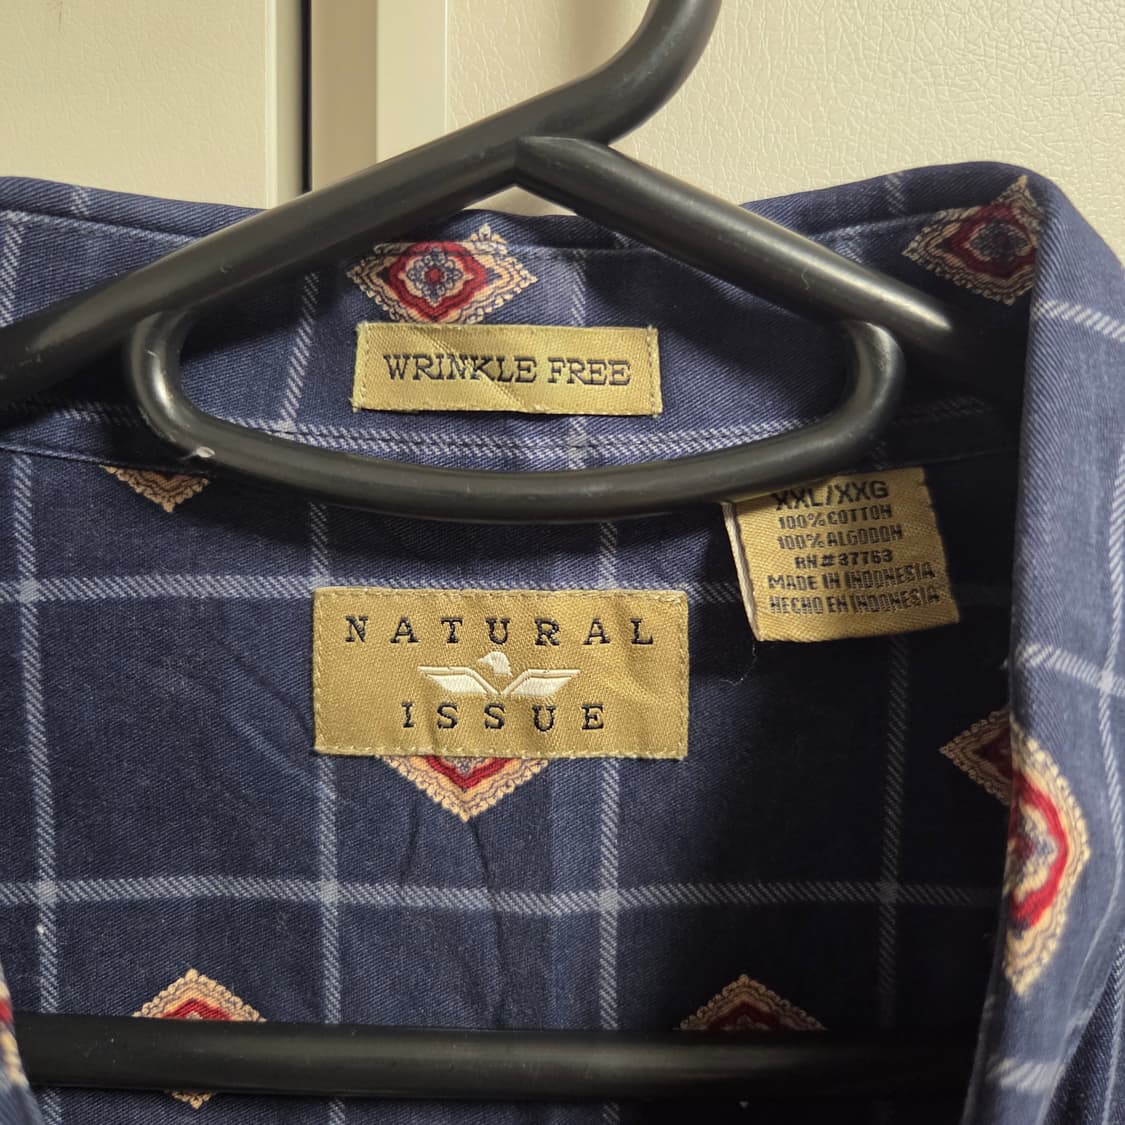 WRINKLE FREE
XXL/XXG
100% COTTON
100% ALGODON
RN#37763
MADE IN INDONESIA
HECHO EN INDONESIA
NATURAL
ISSUE